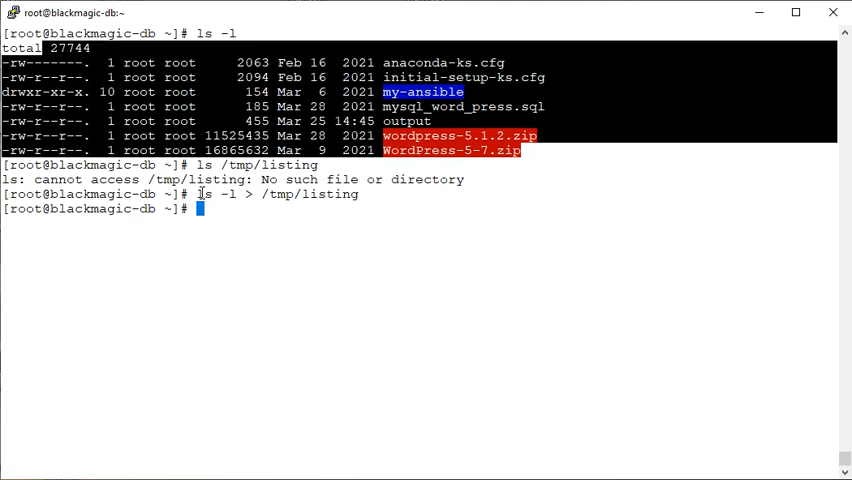 root@blackmagic-db:~
[root@blackmagic-db ~]# ls -l
total 27744
-rw-------.  1 root root     2063 Feb 16  2021 anaconda-ks.cfg
-rw-r--r--.  1 root root     2094 Feb 16  2021 initial-setup-ks.cfg
drwxr-xr-x. 10 root root      154 Mar  6  2021 my-ansible
-rw-r--r--.  1 root root      185 Mar 28  2021 mysql_word_press.sql
-rw-r--r--.  1 root root      455 Mar 25 14:45 output
-rw-r--r--.  1 root root 11525435 Mar 28  2021 wordpress-5.1.2.zip
-rw-r--r--.  1 root root 16865632 Mar  9  2021 WordPress-5-7.zip
[root@blackmagic-db ~]# ls /tmp/listing
ls: cannot access /tmp/listing: No such file or directory
[root@blackmagic-db ~]# ls -l > /tmp/listing
[root@blackmagic-db ~]#